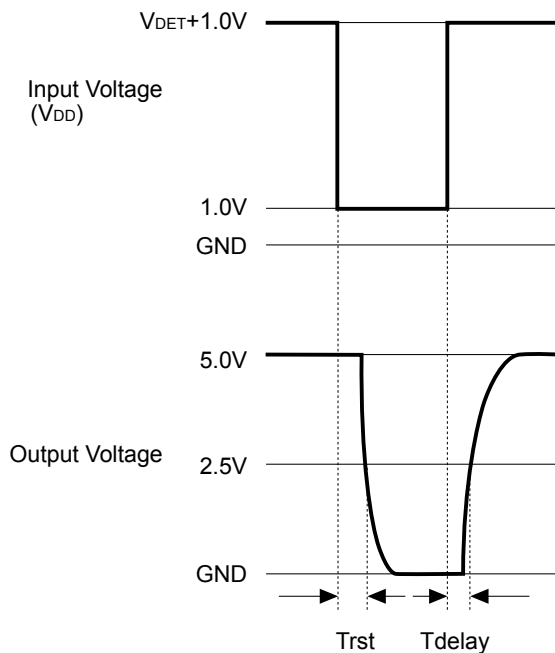 VDET+1.0V
Input Voltage
(VDD)
1.0V
GND
5.0V
Output Voltage
2.5V
GND
Trst
Tdelay